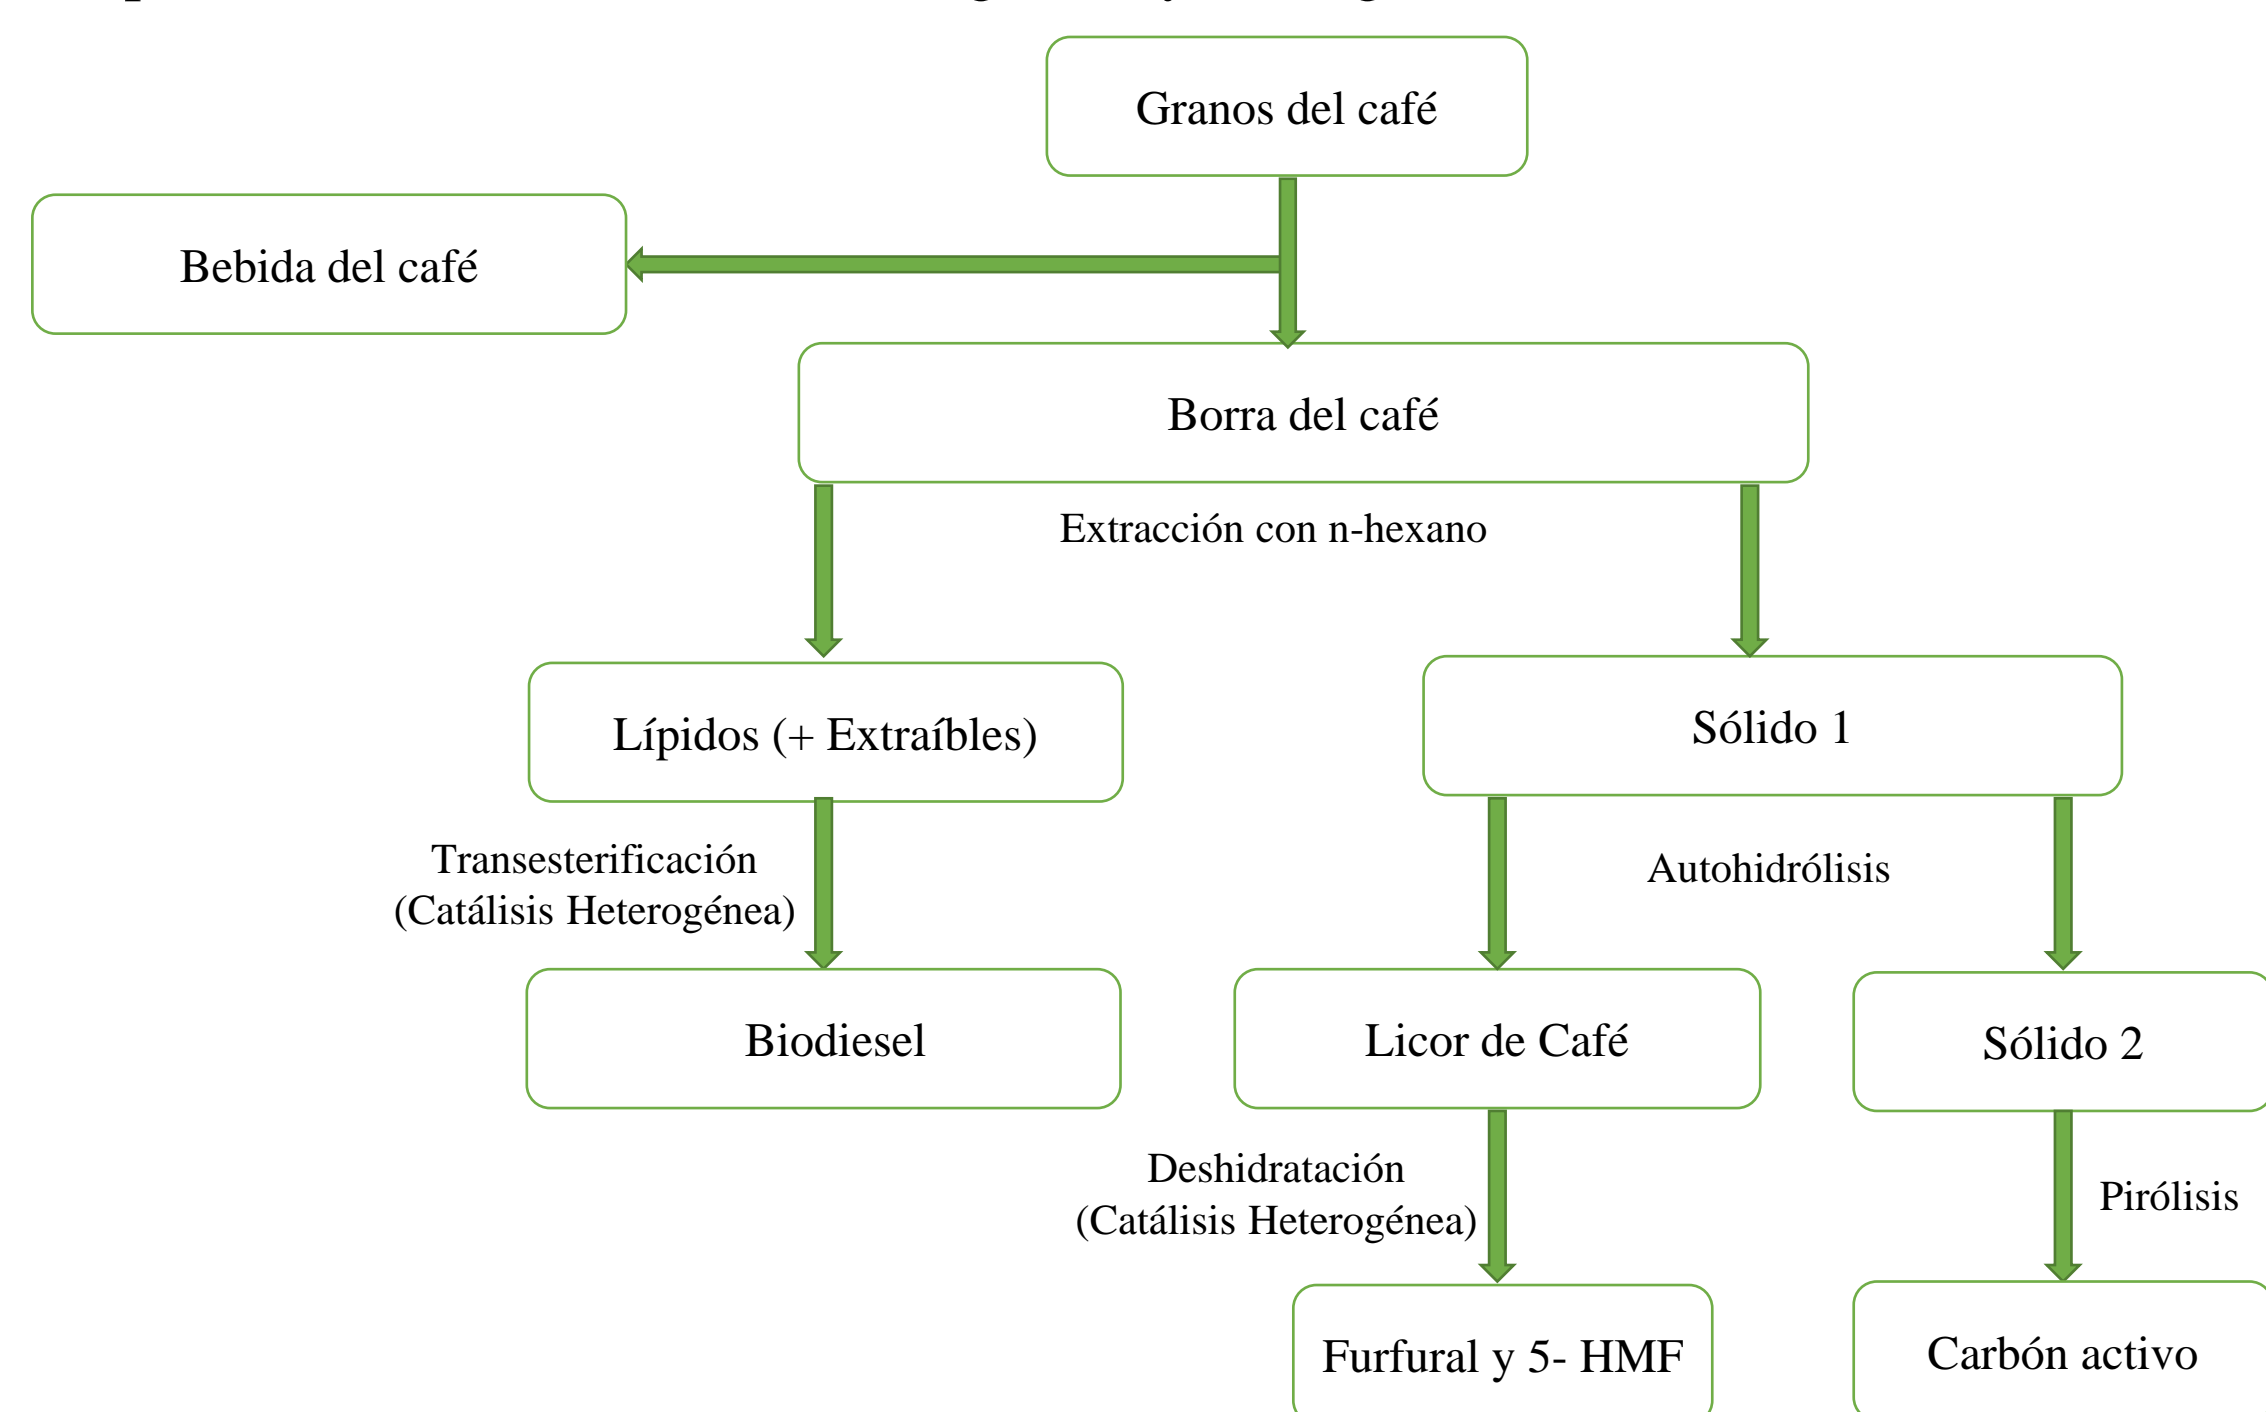 Granos del café
Bebida del café
Borra del café
Extracción con n-hexano
Lípidos (+ Extraíbles)
Sólido 1
Transesterificación
(Catálisis Heterogénea)
Autohidrólisis
Biodiesel
Licor de Café
Sólido 2
Deshidratación
(Catálisis Heterogénea)
Pirólisis
Furfural y 5- HMF
Carbón activo